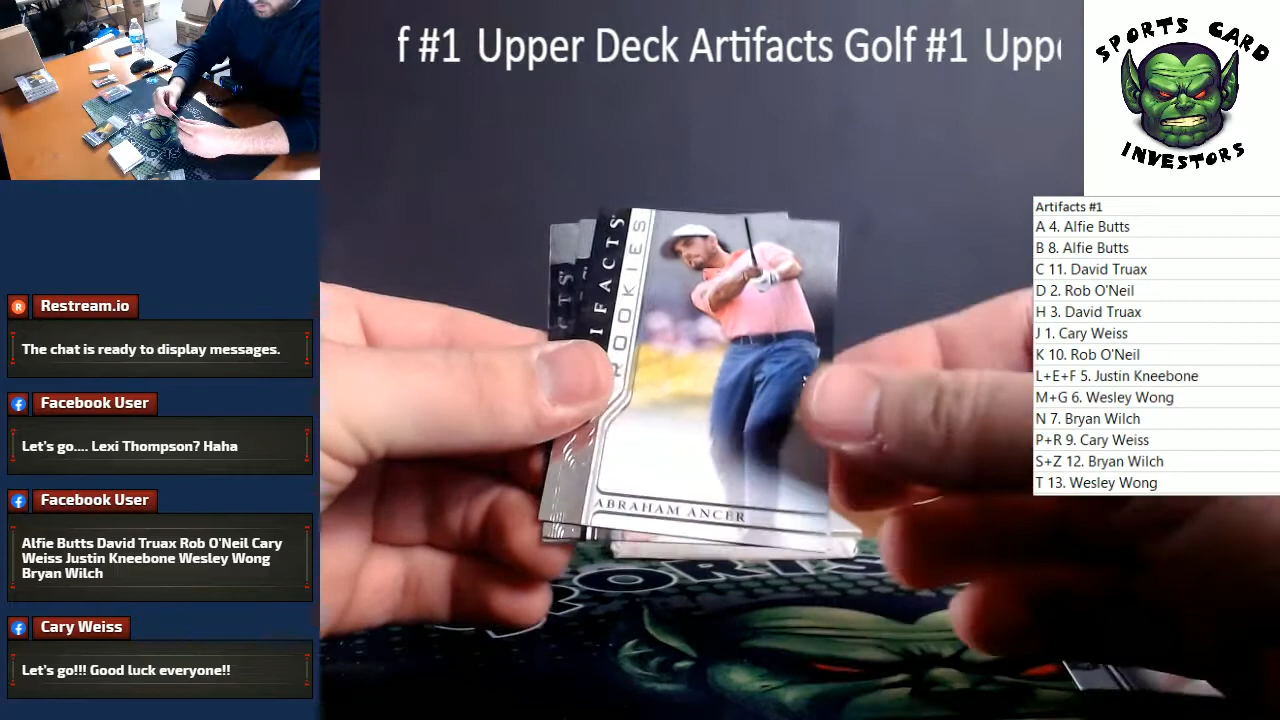 f #1 Upper Deck Artifacts Golf #1 Upp
SPORTS CARD
INVESTORS
Artifacts #1
A 4. Alfie Butts
B 8. Alfie Butts
C 11. David Truax
D 2. Rob O'Neil
H 3. David Truax
J 1. Cary Weiss
K 10. Rob O'Neil
L+E+F 5. Justin Kneebone
M+G 6. Wesley Wong
N 7. Bryan Wilch
P+R 9. Cary Weiss
S+Z 12. Bryan Wilch
T 13. Wesley Wong
Restream.io
The chat is ready to display messages.
Facebook User
Let's go.... Lexi Thompson? Haha
Facebook User
Alfie Butts David Truax Rob O'Neil Cary
Weiss Justin Kneebone Wesley Wong
Bryan Wilch
Cary Weiss
Let's go!!! Good luck everyone!!
IFACTS
ROOKIES
ABRAHAM ANCER
CTS